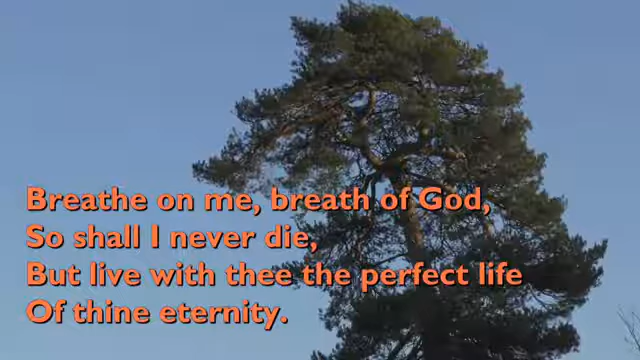 Breathe on me, breath of God,
So shall I never die,
But live with thee the perfect life
Of thine eternity.